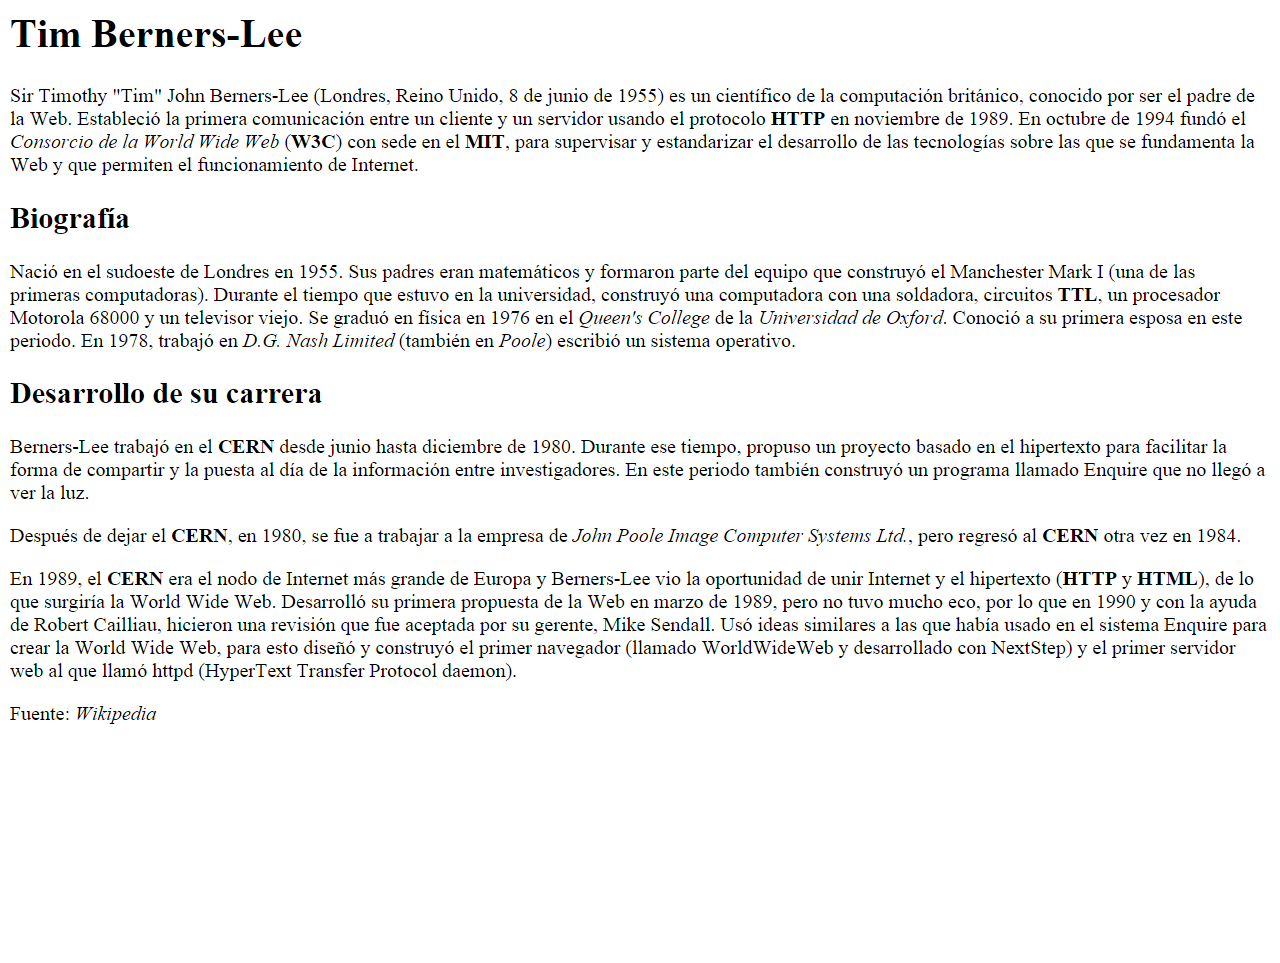 Tim Berners-Lee
Sir Timothy "Tim" John Berners-Lee (Londres, Reino Unido, 8 de junio de 1955) es un científico de la computación británico, conocido por ser el padre de
la Web. Estableció la primera comunicación entre un cliente y un servidor usando el protocolo HTTP en noviembre de 1989. En octubre de 1994 fundó el
Consorcio de la World Wide Web (W3C) con sede en el MIT, para supervisar y estandarizar el desarrollo de las tecnologías sobre las que se fundamenta la
Web y que permiten el funcionamiento de Internet.
Biografía
Nació en el sudoeste de Londres en 1955. Sus padres eran matemáticos y formaron parte del equipo que construyó el Manchester Mark I (una de las
primeras computadoras). Durante el tiempo que estuvo en la universidad, construyó una computadora con una soldadora, circuitos TTL, un procesador
Motorola 68000 y un televisor viejo. Se graduó en física en 1976 en el Queen's College de la Universidad de Oxford. Conoció a su primera esposa en este
periodo. En 1978, trabajó en D.G. Nash Limited (también en Poole) escribió un sistema operativo.
Desarrollo de su carrera
Berners-Lee trabajó en el CERN desde junio hasta diciembre de 1980. Durante ese tiempo, propuso un proyecto basado en el hipertexto para facilitar la
forma de compartir y la puesta al día de la información entre investigadores. En este periodo también construyó un programa llamado Enquire que no llegó a
ver la luz.
Después de dejar el CERN, en 1980, se fue a trabajar a la empresa de John Poole Image Computer Systems Ltd., pero regresó al CERN otra vez en 1984.
En 1989, el CERN era el nodo de Internet más grande de Europa y Berners-Lee vio la oportunidad de unir Internet y el hipertexto (HTTP y HTML), de lo
que surgiría la World Wide Web. Desarrolló su primera propuesta de la Web en marzo de 1989, pero no tuvo mucho eco, por lo que en 1990 y con la ayuda
de Robert Cailliau, hicieron una revisión que fue aceptada por su gerente, Mike Sendall. Usó ideas similares a las que había usado en el sistema Enquire para
crear la World Wide Web, para esto diseñó y construyó el primer navegador (llamado WorldWideWeb y desarrollado con NextStep) y el primer servidor
web al que llamó httpd (HyperText Transfer Protocol daemon).
Fuente: Wikipedia